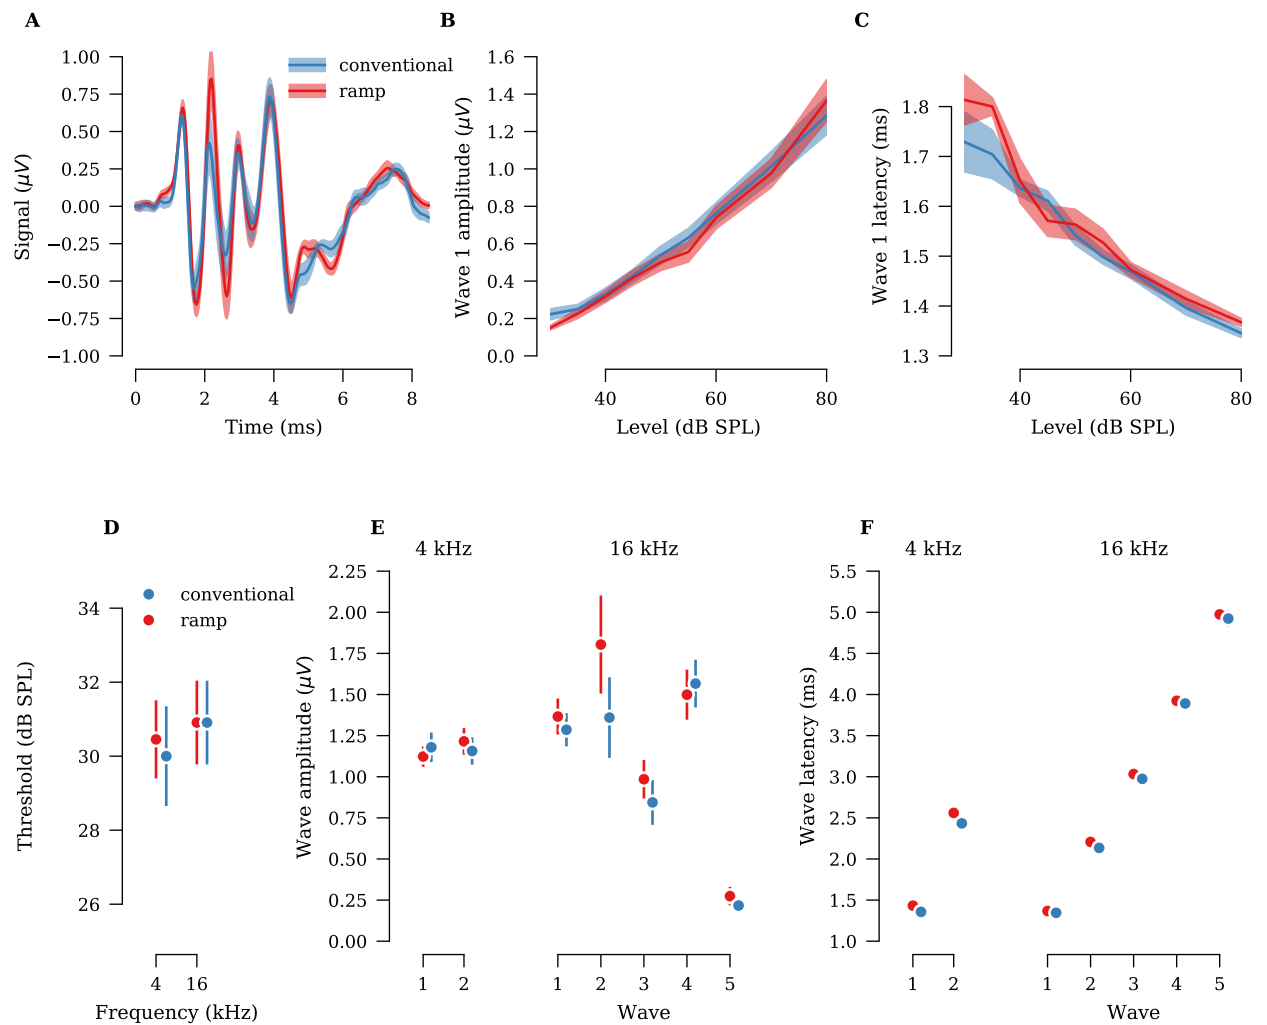 A
B
C
1.00
0.75
0.50
0.25
0.00
−0.25
−0.50
−0.75
−1.00
Signal (μV)
0 2 4 6 8
Time (ms)
conventional
ramp
1.6
1.4
1.2
1.0
0.8
0.6
0.4
0.2
0.0
Wave 1 amplitude (μV)
40 60 80
Level (dB SPL)
1.8
1.7
1.6
1.5
1.4
1.3
Wave 1 latency (ms)
40 60 80
Level (dB SPL)
D
E
F
conventional
ramp
34
32
30
28
26
Threshold (dB SPL)
4 16
Frequency (kHz)
4 kHz 16 kHz
2.25
2.00
1.75
1.50
1.25
1.00
0.75
0.50
0.25
0.00
Wave amplitude (μV)
1 2 1 2 3 4 5
Wave
4 kHz 16 kHz
5.5
5.0
4.5
4.0
3.5
3.0
2.5
2.0
1.5
1.0
Wave latency (ms)
1 2 1 2 3 4 5
Wave